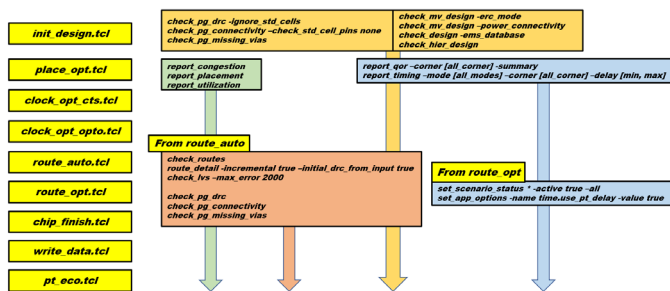 init_design.tcl
place_opt.tcl
clock_opt_cts.tcl
clock_opt_opto.tcl
route_auto.tcl
route_opt.tcl
chip_finish.tcl
write_data.tcl
pt_eco.tcl
check_pg_drc -ignore_std_cells
check_pg_connectivity –check_std_cell_pins none
check_pg_missing_vias
check_mv_design -erc_mode
check_mv_design –power_connectivity
check_design -ems_database
check_hier_design
report_congestion
report_placement
report_utilization
report_qor –corner [all_corner] -summary
report_timing –mode [all_modes] –corner [all_corner] -delay [min, max]
From route_auto
check_routes
route_detail -incremental true –initial_drc_from_input true
check_lvs –max_error 2000
check_pg_drc
check_pg_connectivity
check_pg_missing_vias
From route_opt
set_scenario_status * -active true –all
set_app_options -name time.use_pt_delay -value true